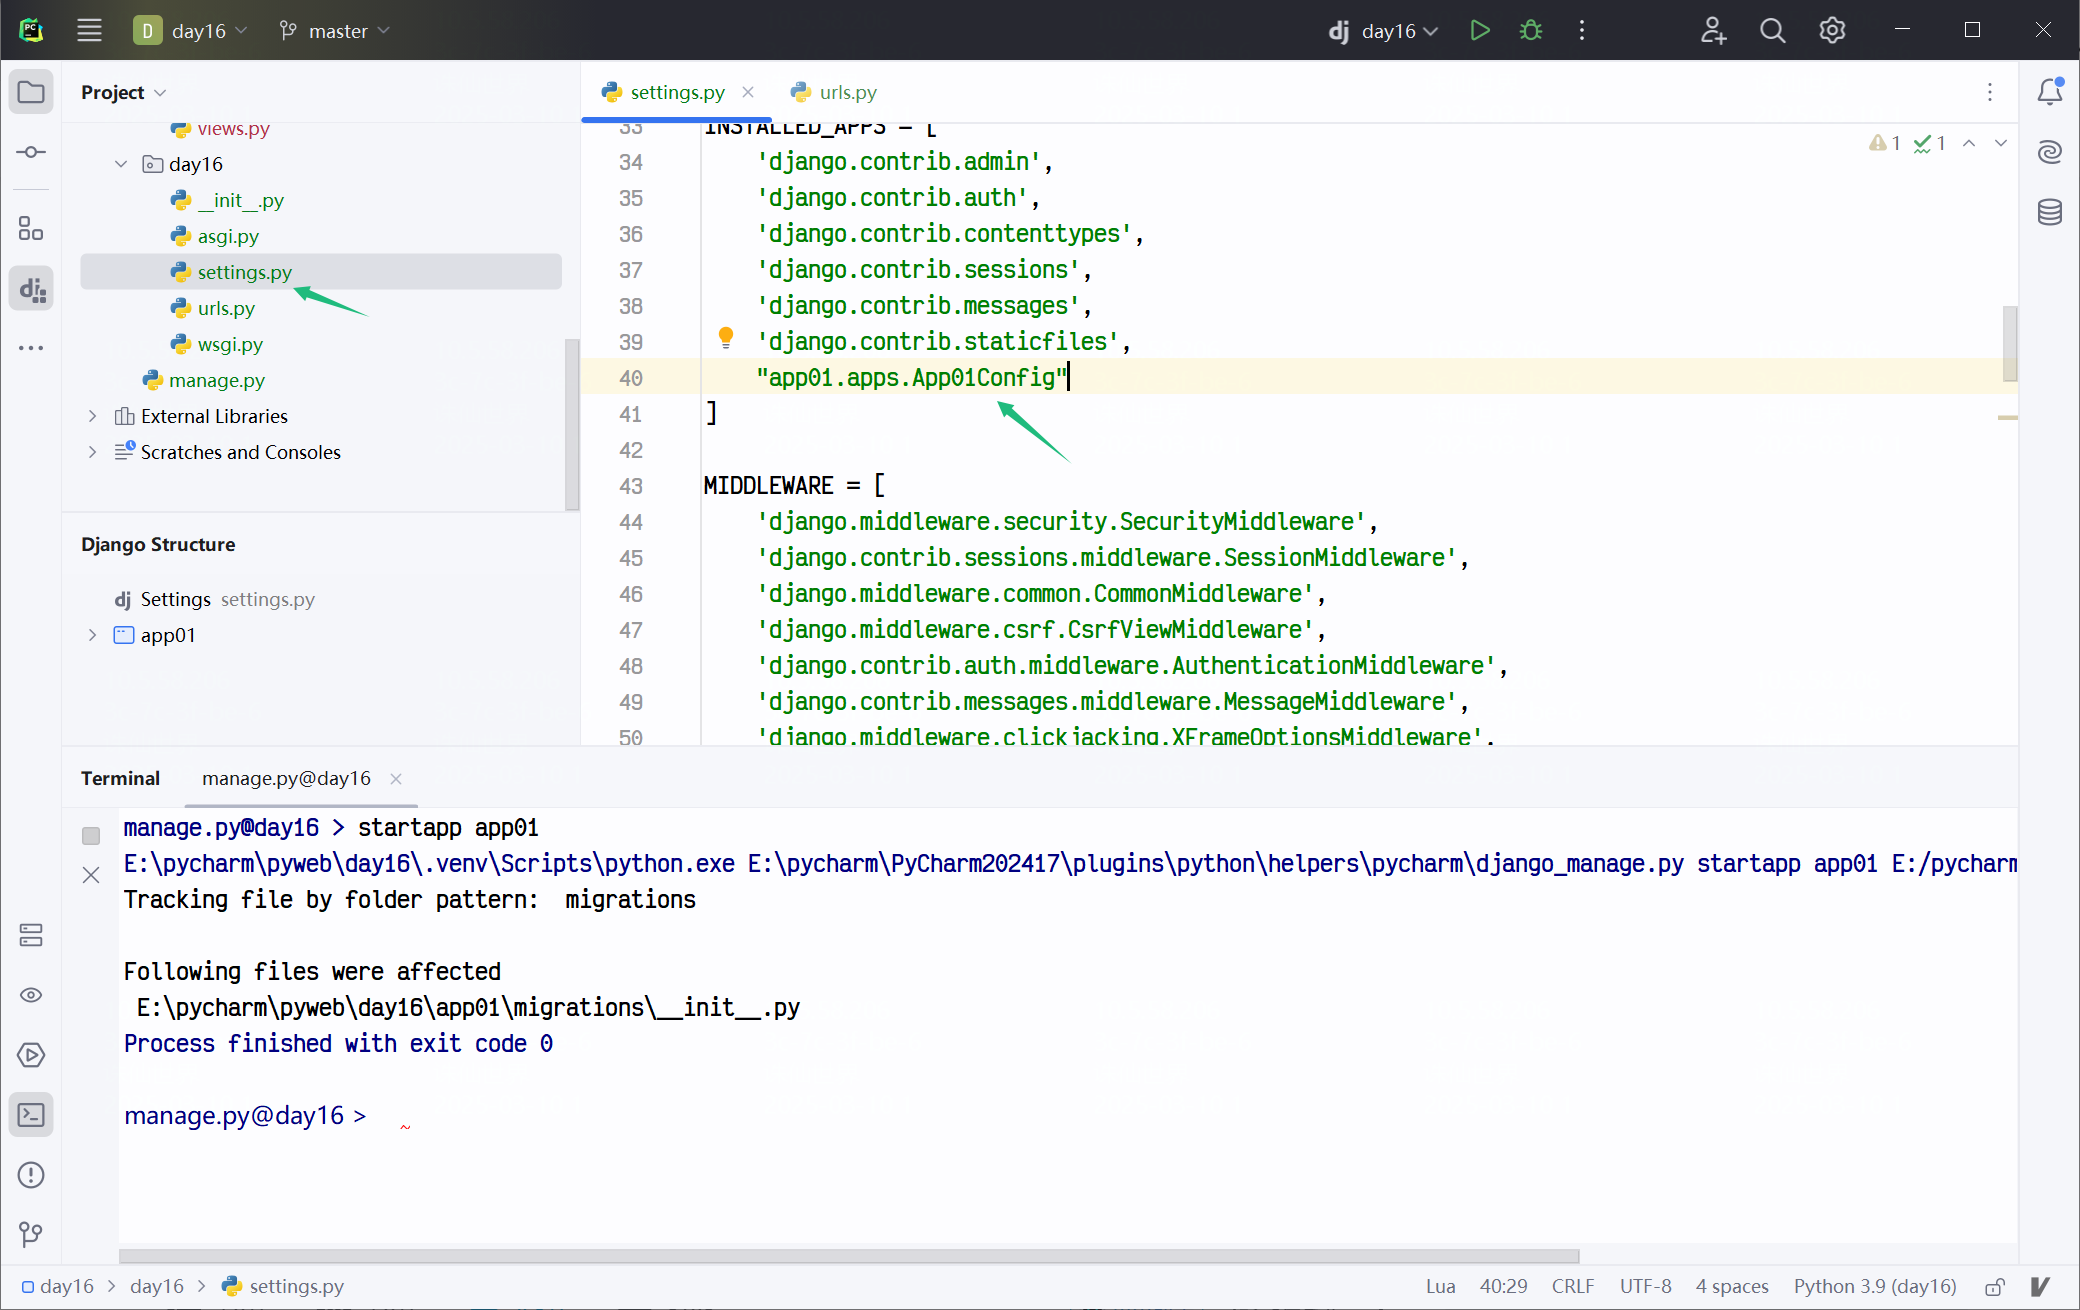 D day16 master
dj day16
Project
views.py
day16
__init__.py
asgi.py
settings.py
urls.py
wsgi.py
manage.py
External Libraries
Scratches and Consoles
Django Structure
dj Settings settings.py
app01
settings.py urls.py
33 INSTALLED_APPS = [
34 'django.contrib.admin',
35 'django.contrib.auth',
36 'django.contrib.contenttypes',
37 'django.contrib.sessions',
38 'django.contrib.messages',
39 'django.contrib.staticfiles',
40 "app01.apps.App01Config"
41 ]
42
43 MIDDLEWARE = [
44 'django.middleware.security.SecurityMiddleware',
45 'django.contrib.sessions.middleware.SessionMiddleware',
46 'django.middleware.common.CommonMiddleware',
47 'django.middleware.csrf.CsrfViewMiddleware',
48 'django.contrib.auth.middleware.AuthenticationMiddleware',
49 'django.contrib.messages.middleware.MessageMiddleware',
50 'django.middleware.clickjacking.XFrameOptionsMiddleware',
1 1
Terminal manage.py@day16
manage.py@day16 > startapp app01
E:\pycharm\pyweb\day16\.venv\Scripts\python.exe E:\pycharm\PyCharm202417\plugins\python\helpers\pycharm\django_manage.py startapp app01 E:/pycharm
Tracking file by folder pattern:  migrations
Following files were affected
E:\pycharm\pyweb\day16\app01\migrations\__init__.py
Process finished with exit code 0
manage.py@day16 >
day16 > day16 > settings.py
Lua 40:29 CRLF UTF-8 4 spaces Python 3.9 (day16)